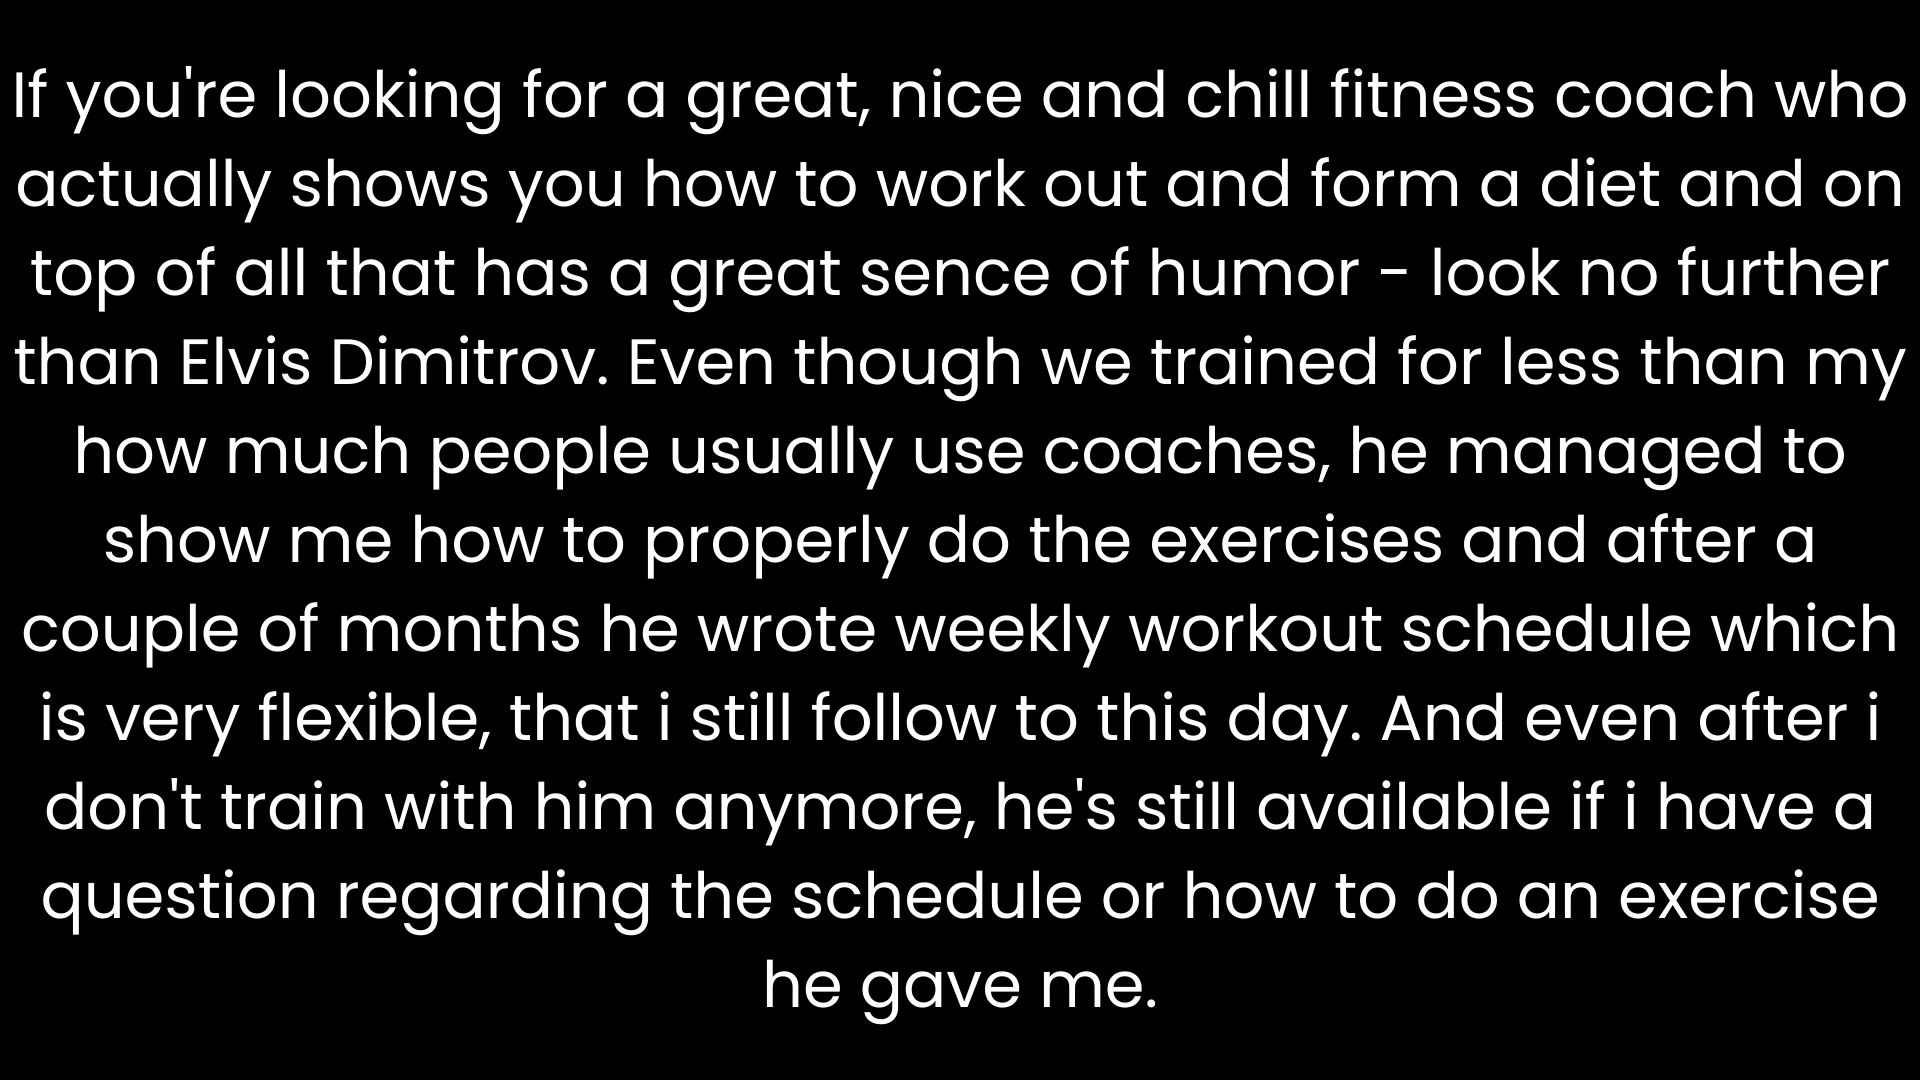 If you're looking for a great, nice and chill fitness coach who
actually shows you how to work out and form a diet and on
top of all that has a great sence of humor - look no further
than Elvis Dimitrov. Even though we trained for less than my
how much people usually use coaches, he managed to
show me how to properly do the exercises and after a
couple of months he wrote weekly workout schedule which
is very flexible, that i still follow to this day. And even after i
don't train with him anymore, he's still available if i have a
question regarding the schedule or how to do an exercise
he gave me.